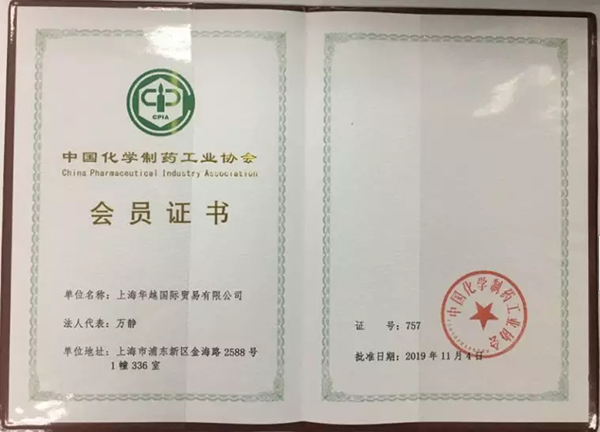 CPIA
中国化学制药工业协会
China Pharmaceutical Industry Association
会员证书
单位名称：上海华越国际贸易有限公司
法人代表：万静
单位地址：上海市浦东新区金海路2588号
1幢336室
中国化学制药工业协会
证 号：757
批准日期：2019年11月4日